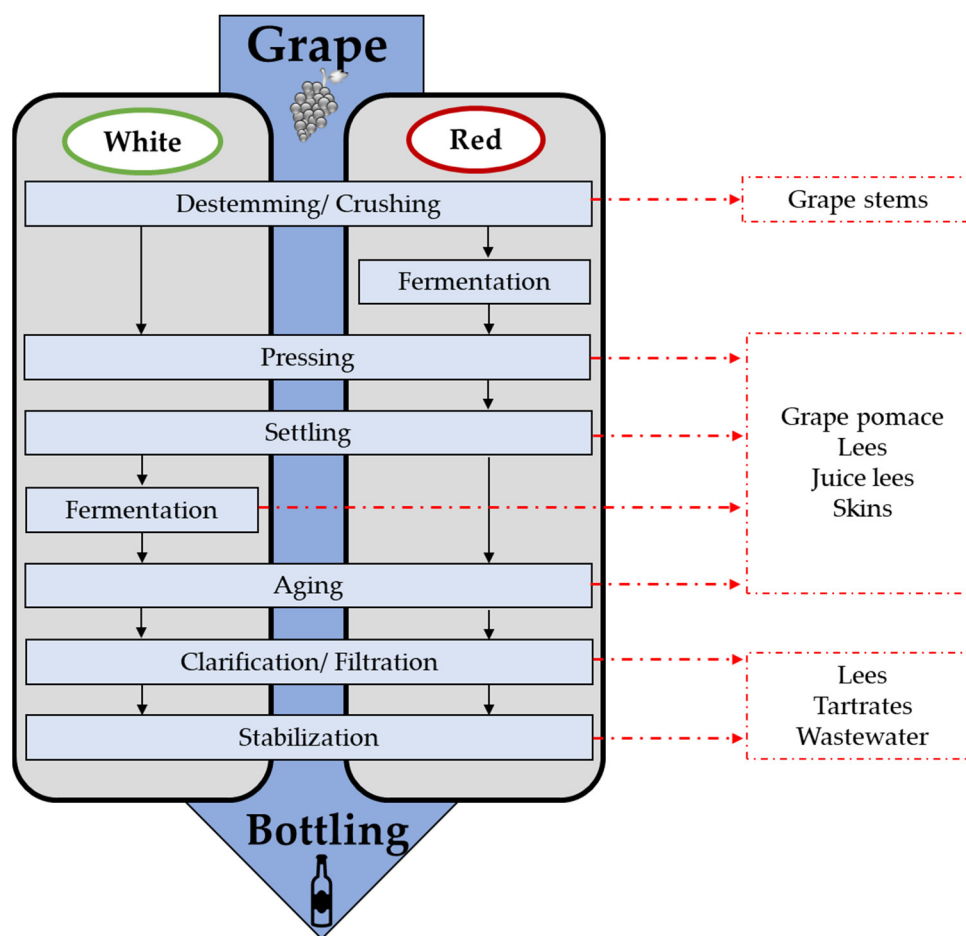 Grape
White
Red
Destemming/ Crushing
Grape stems
Fermentation
Pressing
Settling
Grape pomace
Lees
Juice lees
Skins
Fermentation
Aging
Clarification/ Filtration
Lees
Tartrates
Wastewater
Stabilization
Bottling